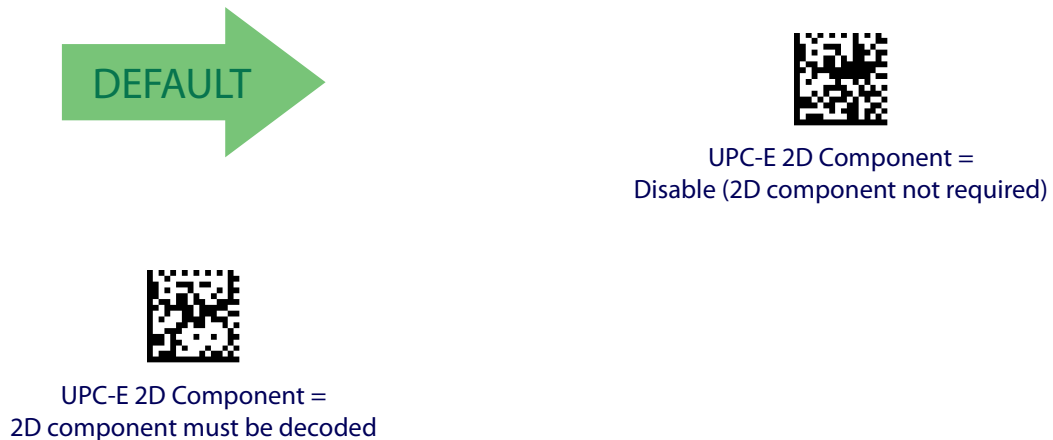 DEFAULT
UPC-E 2D Component =
Disable (2D component not required)
UPC-E 2D Component =
2D component must be decoded